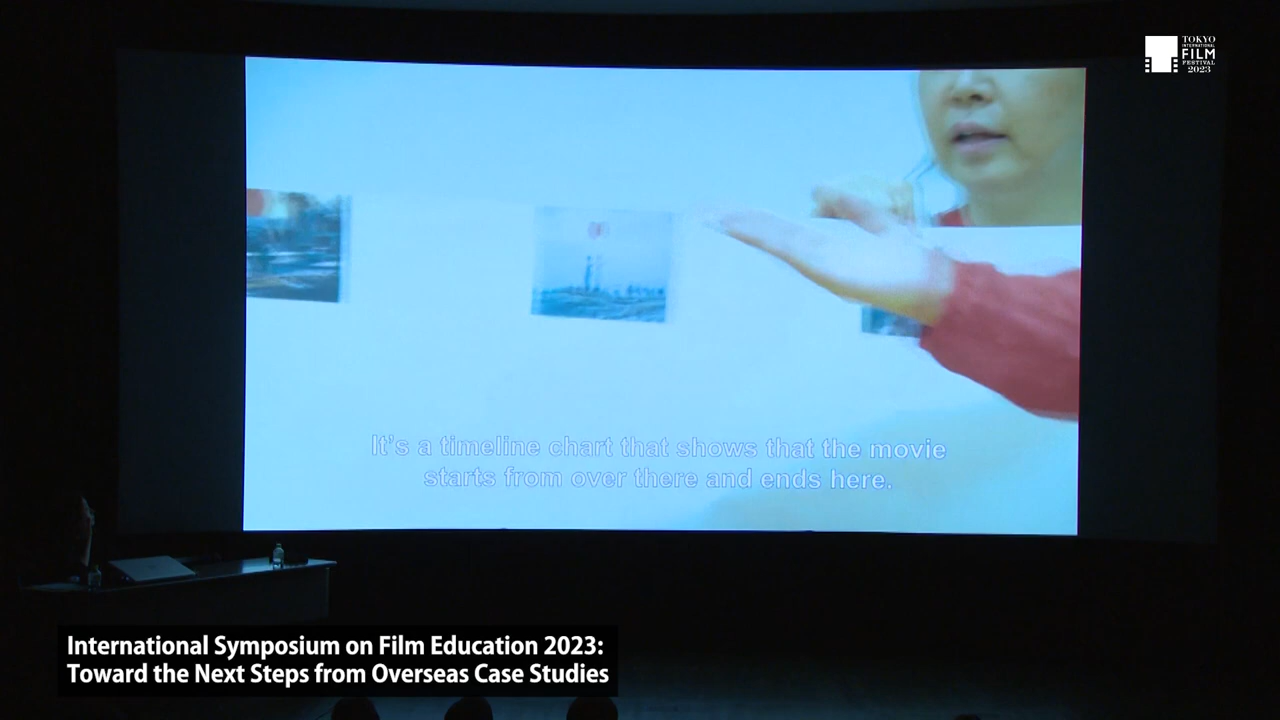 TOKYO
INTERNATIONAL
FILM
FESTIVAL
2023
It's a timeline chart that shows that the movie
starts from over there and ends here.
International Symposium on Film Education 2023:
Toward the Next Steps from Overseas Case Studies